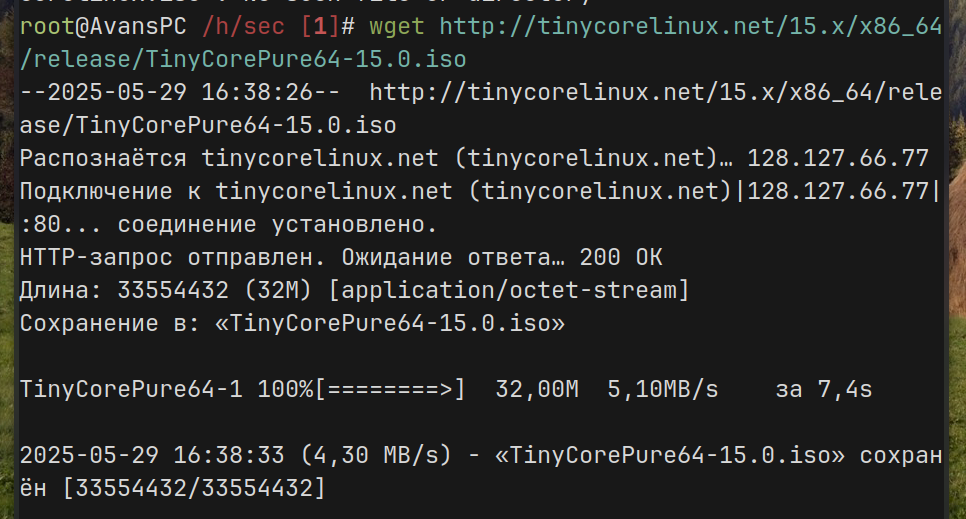 root@AvansPC /h/sec [1]# wget http://tinycorelinux.net/15.x/x86_64
/release/TinyCorePure64-15.0.iso
--2025-05-29 16:38:26--  http://tinycorelinux.net/15.x/x86_64/rele
ase/TinyCorePure64-15.0.iso
Распознаётся tinycorelinux.net (tinycorelinux.net)… 128.127.66.77
Подключение к tinycorelinux.net (tinycorelinux.net)|128.127.66.77|
:80... соединение установлено.
HTTP-запрос отправлен. Ожидание ответа… 200 OK
Длина: 33554432 (32M) [application/octet-stream]
Сохранение в: «TinyCorePure64-15.0.iso»

TinyCorePure64-1 100%[========>]  32,00M  5,10MB/s    за 7,4s

2025-05-29 16:38:33 (4,30 MB/s) - «TinyCorePure64-15.0.iso» сохран
ён [33554432/33554432]